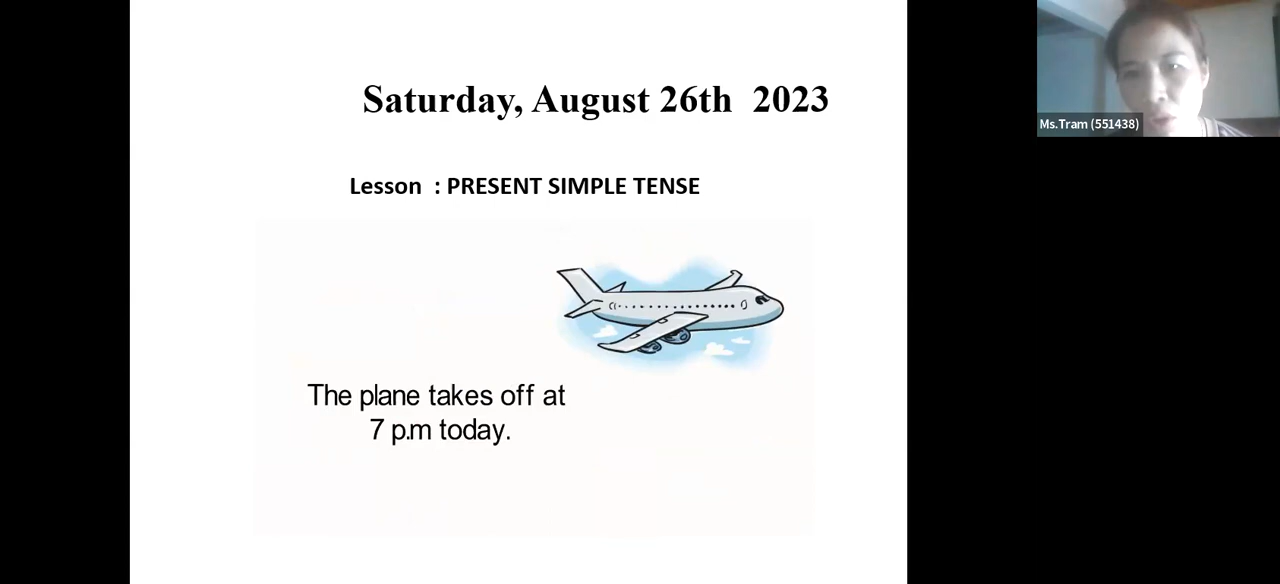 Saturday, August 26th  2023
Lesson  : PRESENT SIMPLE TENSE
The plane takes off at
7 p.m today.
Ms.Tram (551438)